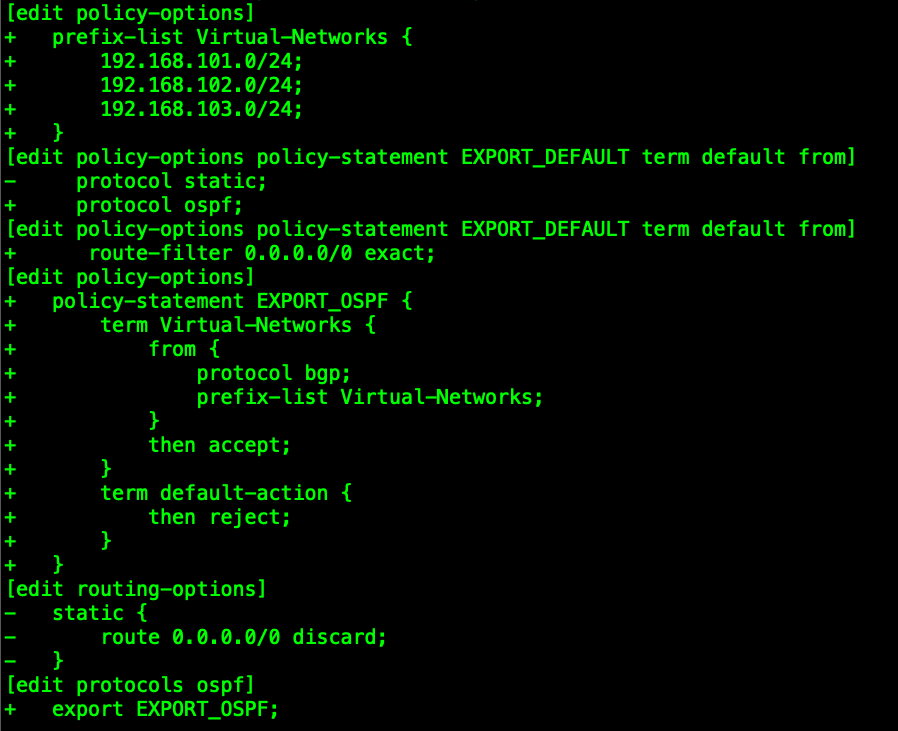 [edit policy-options]
+   prefix-list Virtual-Networks {
+       192.168.101.0/24;
+       192.168.102.0/24;
+       192.168.103.0/24;
+   }
[edit policy-options policy-statement EXPORT_DEFAULT term default from]
-     protocol static;
+     protocol ospf;
[edit policy-options policy-statement EXPORT_DEFAULT term default from]
+      route-filter 0.0.0.0/0 exact;
[edit policy-options]
+   policy-statement EXPORT_OSPF {
+       term Virtual-Networks {
+           from {
+               protocol bgp;
+               prefix-list Virtual-Networks;
+           }
+           then accept;
+       }
+       term default-action {
+           then reject;
+       }
+   }
[edit routing-options]
-   static {
-       route 0.0.0.0/0 discard;
-   }
[edit protocols ospf]
+   export EXPORT_OSPF;